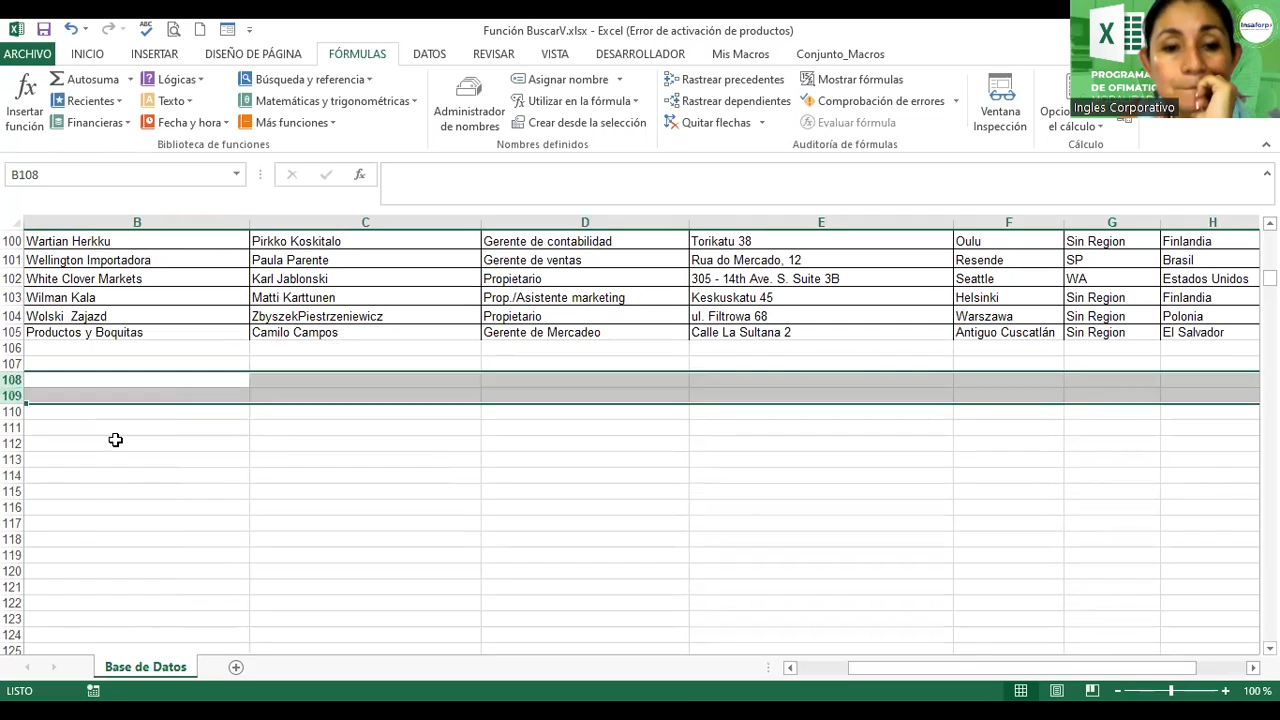 Función BuscarV.xlsx - Excel (Error de activación de productos)
ARCHIVO INICIO INSERTAR DISEÑO DE PÁGINA FÓRMULAS DATOS REVISAR VISTA DESARROLLADOR Mis Macros Conjunto_Macros
Insertar función
Autosuma Lógicas Búsqueda y referencia
Recientes Texto Matemáticas y trigonométricas
Financieras Fecha y hora Más funciones
Biblioteca de funciones
Administrador de nombres
Asignar nombre
Utilizar en la fórmula
Crear desde la selección
Nombres definidos
Rastrear precedentes Mostrar fórmulas
Rastrear dependientes Comprobación de errores
Quitar flechas Evaluar fórmula
Auditoría de fórmulas
Ventana Inspección
el cálculo
Cálculo
X
PROGRAMA
DE OFIMATIC
Insaforp
Ingles Corporativo
B108
fx
B C D E F G H
100 Wartian Herkku Pirkko Koskitalo Gerente de contabilidad Torikatu 38 Oulu Sin Region Finlandia
101 Wellington Importadora Paula Parente Gerente de ventas Rua do Mercado, 12 Resende SP Brasil
102 White Clover Markets Karl Jablonski Propietario 305 - 14th Ave. S. Suite 3B Seattle WA Estados Unidos
103 Wilman Kala Matti Karttunen Prop./Asistente marketing Keskuskatu 45 Helsinki Sin Region Finlandia
104 Wolski Zajazd ZbyszekPiestrzeniewicz Propietario ul. Filtrowa 68 Warszawa Sin Region Polonia
105 Productos y Boquitas Camilo Campos Gerente de Mercadeo Calle La Sultana 2 Antiguo Cuscatlán Sin Region El Salvador
106
107
108
109
110
111
112
113
114
115
116
117
118
119
120
121
122
123
124
125
Base de Datos
LISTO
100 %